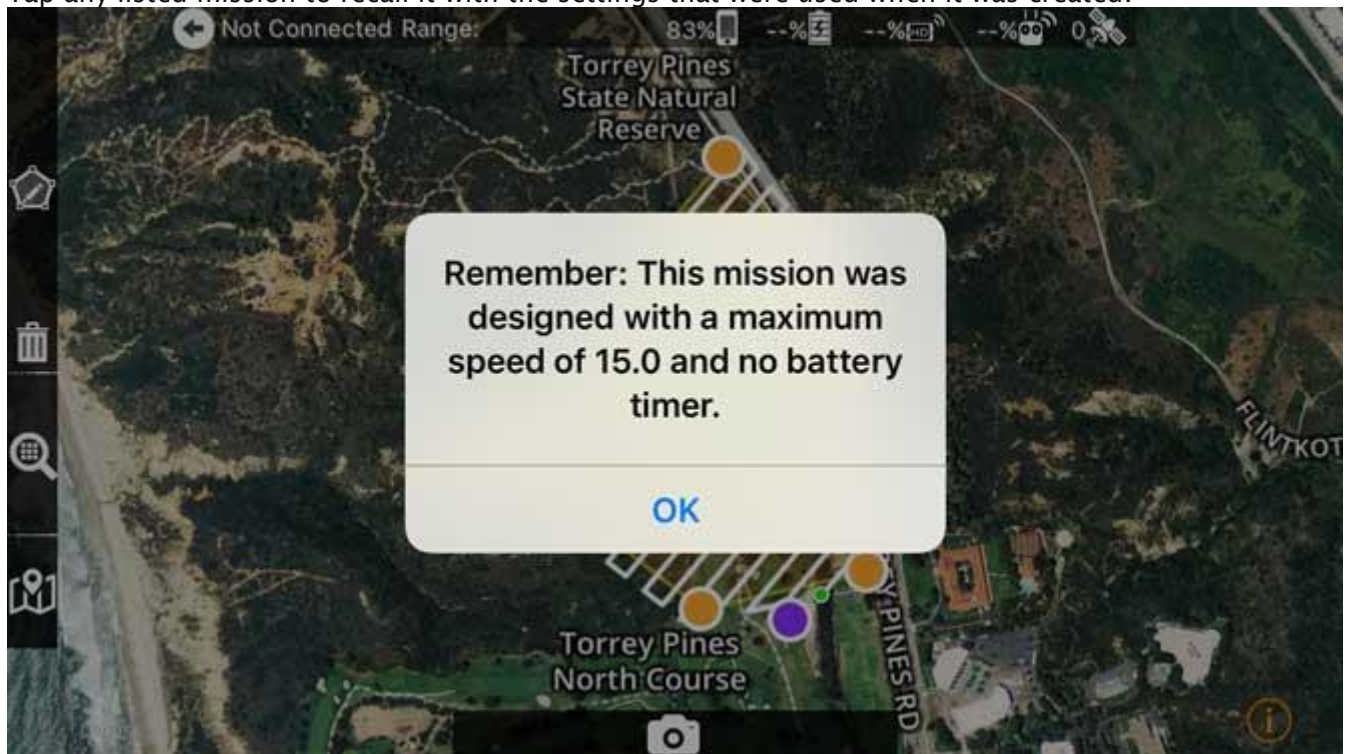 Tap any listed mission to recall it with the settings that were used when it was created.
Not Connected Range: 83% --% --% HD --% 0
Torrey Pines
State Natural
Reserve
Remember: This mission was
designed with a maximum
speed of 15.0 and no battery
timer.
FLINTKOT
OK
Y PINES RD
Torrey Pines
North Course